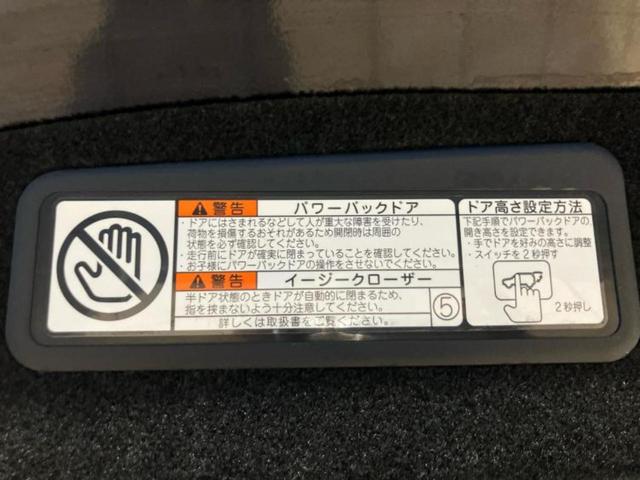 警告 パワーバックドア
・ドアにはさまれるなどして人が重大な障害を受けたり、
荷物を損傷するおそれがあるため開閉時は周囲の
状態を必ず確認してください。
・走行前にドアが確実に閉まっていることを確認してください。
・お子様にパワーバックドアの操作をさせないでください。
警告 イージークローザー
半ドア状態のときドアが自動的に閉まるため、
指を挟まないよう十分注意してください。
⑤
詳しくは取扱書をご覧ください。
ドア高さ設定方法
下記手順でパワーバックドアの
開き高さを設定できます。
・手でドアを好みの高さに調整
・スイッチを2秒押す
2秒押し